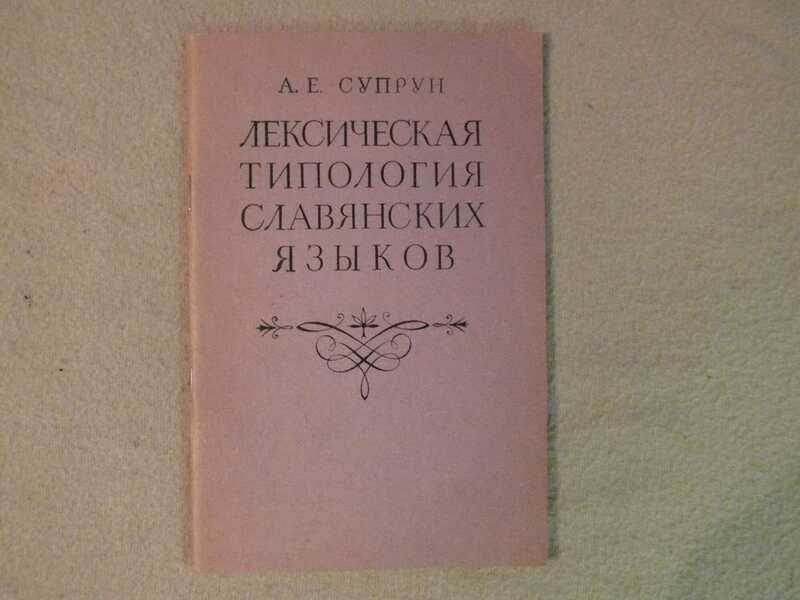 А. Е. СУПРУН
ЛЕКСИЧЕСКАЯ
ТИПОЛОГИЯ
СЛАВЯНСКИХ
ЯЗЫКОВ